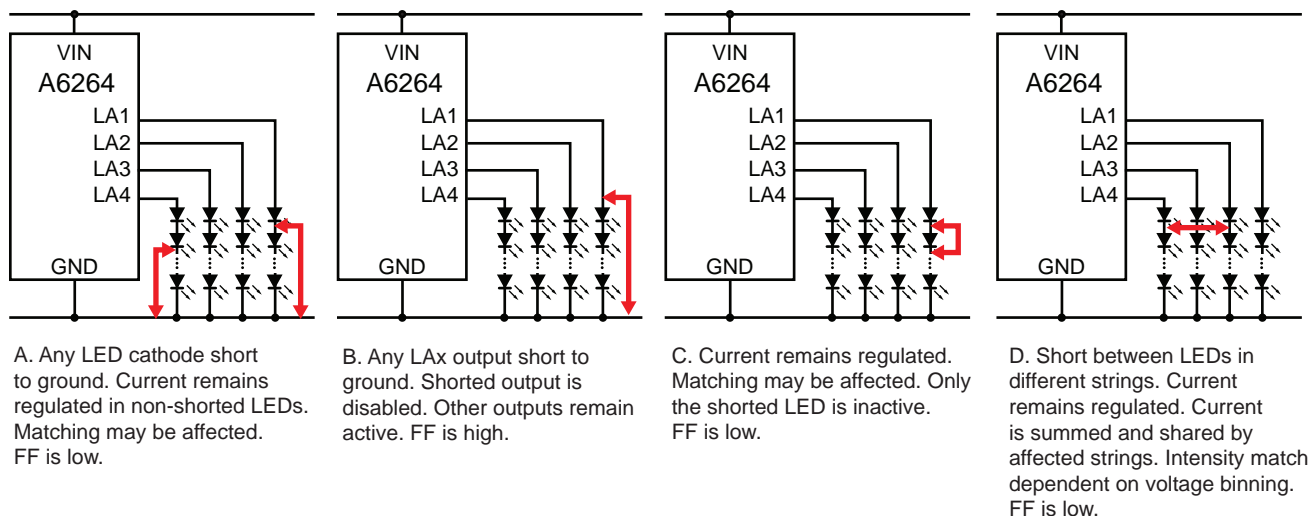 VIN
A6264
LA1
LA2
LA3
LA4
GND
A. Any LED cathode short
to ground. Current remains
regulated in non-shorted LEDs.
Matching may be affected.
FF is low.
VIN
A6264
LA1
LA2
LA3
LA4
GND
B. Any LAx output short to
ground. Shorted output is
disabled. Other outputs remain
active. FF is high.
VIN
A6264
LA1
LA2
LA3
LA4
GND
C. Current remains regulated.
Matching may be affected. Only
the shorted LED is inactive.
FF is low.
VIN
A6264
LA1
LA2
LA3
LA4
GND
D. Short between LEDs in
different strings. Current
remains regulated. Current
is summed and shared by
affected strings. Intensity match
dependent on voltage binning.
FF is low.